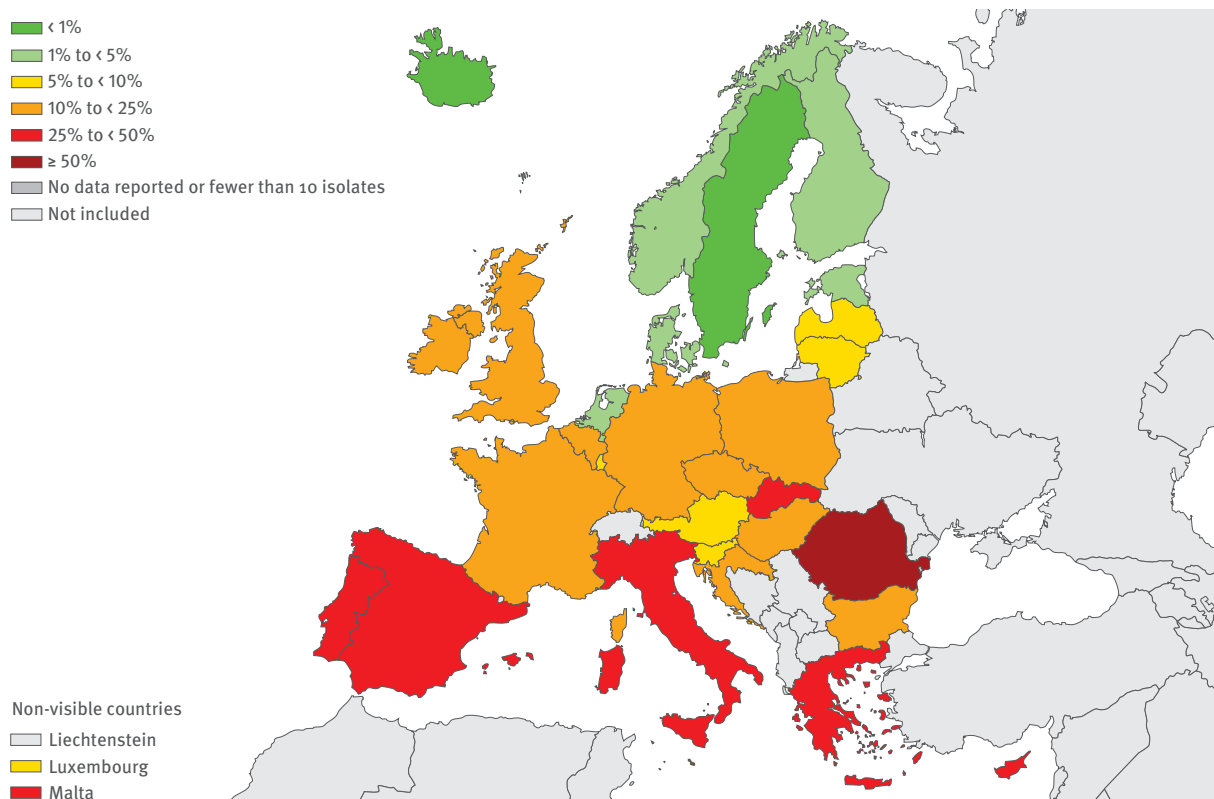 < 1%
1% to < 5%
5% to < 10%
10% to < 25%
25% to < 50%
≥ 50%
No data reported or fewer than 10 isolates
Not included
Non-visible countries
Liechtenstein
Luxembourg
Malta